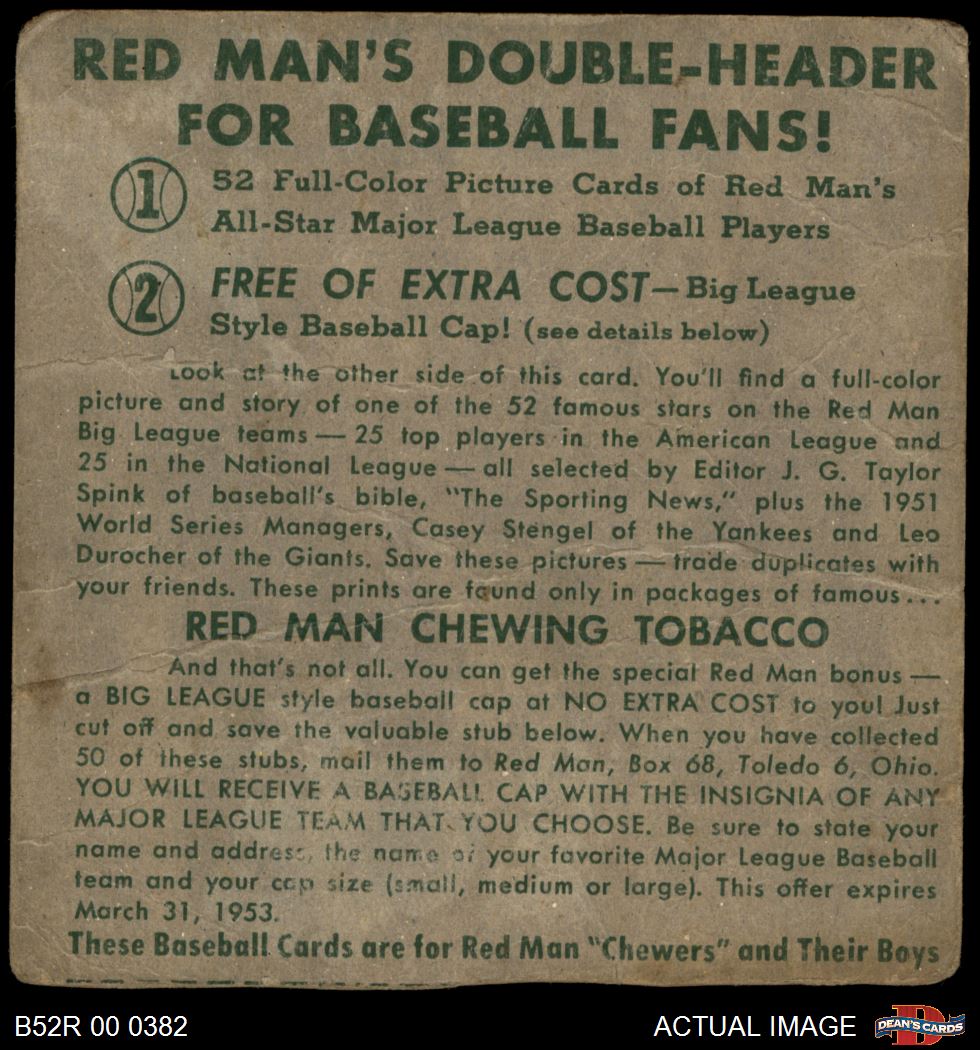 RED MAN'S DOUBLE-HEADER
FOR BASEBALL FANS!
1 52 Full-Color Picture Cards of Red Man's
All-Star Major League Baseball Players
2 FREE OF EXTRA COST—Big League
Style Baseball Cap! (see details below)
Look at the other side of this card. You'll find a full-color
picture and story of one of the 52 famous stars on the Red Man
Big League teams — 25 top players in the American League and
25 in the National League — all selected by Editor J. G. Taylor
Spink of baseball's bible, "The Sporting News," plus the 1951
World Series Managers, Casey Stengel of the Yankees and Leo
Durocher of the Giants. Save these pictures — trade duplicates with
your friends. These prints are found only in packages of famous...
RED MAN CHEWING TOBACCO
And that's not all. You can get the special Red Man bonus —
a BIG LEAGUE style baseball cap at NO EXTRA COST to you! Just
cut off and save the valuable stub below. When you have collected
50 of these stubs, mail them to Red Man, Box 68, Toledo 6, Ohio.
YOU WILL RECEIVE A BASEBALL CAP WITH THE INSIGNIA OF ANY
MAJOR LEAGUE TEAM THAT YOU CHOOSE. Be sure to state your
name and address, the name of your favorite Major League Baseball
team and your cap size (small, medium or large). This offer expires
March 31, 1953.
These Baseball Cards are for Red Man "Chewers" and Their Boys
B52R 00 0382
ACTUAL IMAGE
DEAN'S CARDS